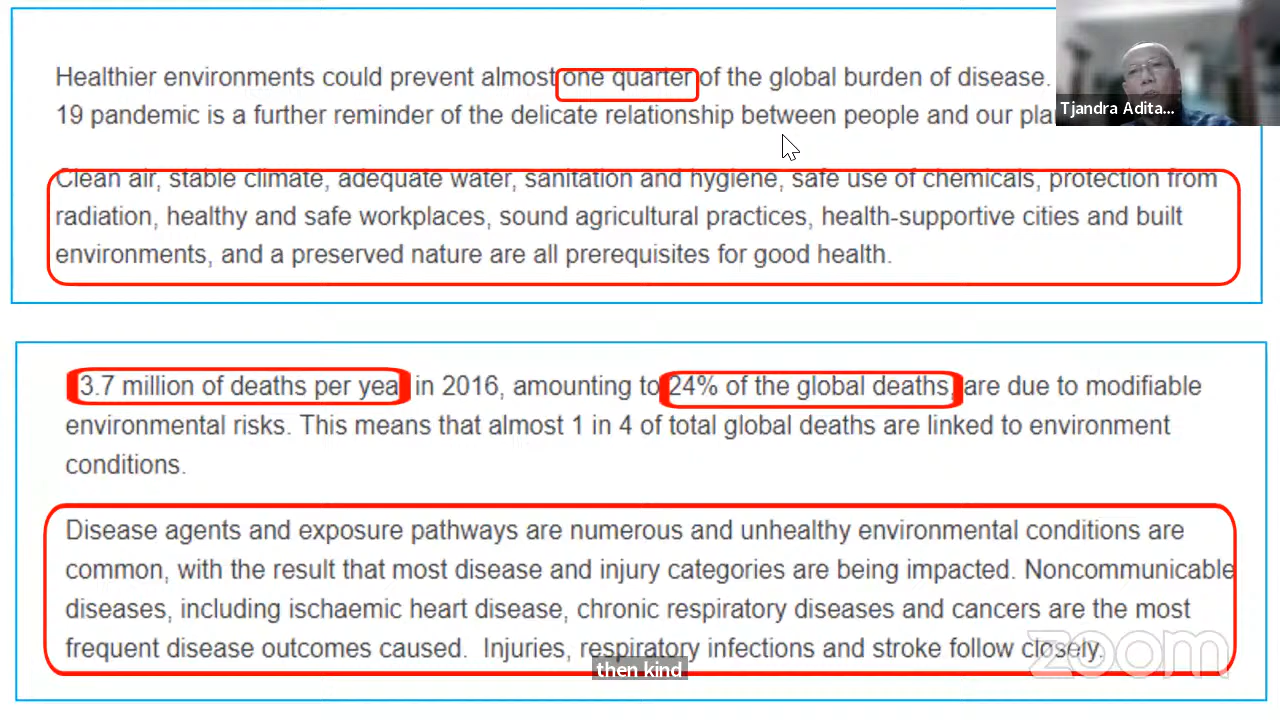 Healthier environments could prevent almost one quarter of the global burden of disease.
Tjandra Adita...
19 pandemic is a further reminder of the delicate relationship between people and our pla
Clean air, stable climate, adequate water, sanitation and hygiene, safe use of chemicals, protection from
radiation, healthy and safe workplaces, sound agricultural practices, health-supportive cities and built
environments, and a preserved nature are all prerequisites for good health.
3.7 million of deaths per yea in 2016, amounting to 24% of the global deaths, are due to modifiable
environmental risks. This means that almost 1 in 4 of total global deaths are linked to environment
conditions.
Disease agents and exposure pathways are numerous and unhealthy environmental conditions are
common, with the result that most disease and injury categories are being impacted. Noncommunicable
diseases, including ischaemic heart disease, chronic respiratory diseases and cancers are the most
frequent disease outcomes caused. Injuries, respiratory infections and stroke follow closely.
zoom
then kind